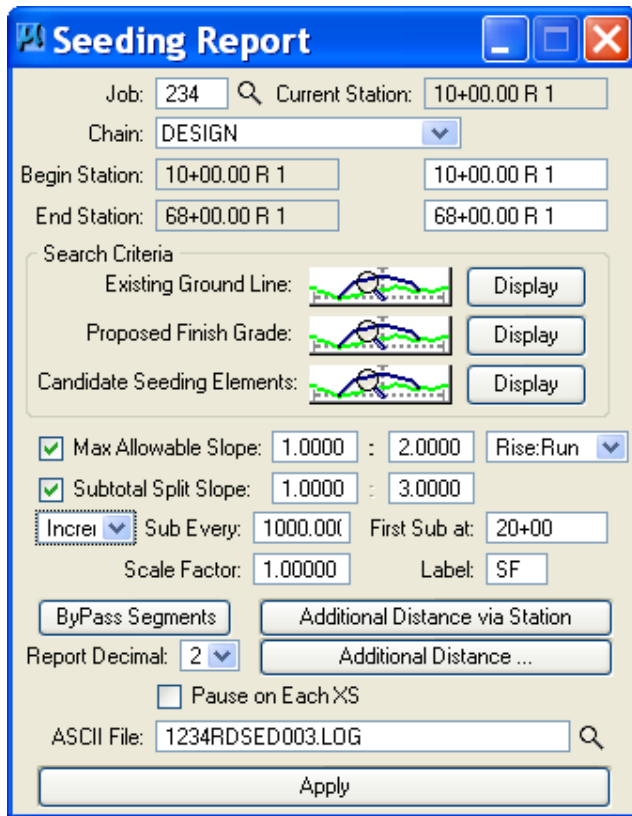 Seeding Report
Job: 234 Current Station: 10+00.00 R 1
Chain: DESIGN
Begin Station: 10+00.00 R 1 10+00.00 R 1
End Station: 68+00.00 R 1 68+00.00 R 1
Search Criteria
Existing Ground Line: Display
Proposed Finish Grade: Display
Candidate Seeding Elements: Display
Max Allowable Slope: 1.0000 : 2.0000 Rise:Run
Subtotal Split Slope: 1.0000 : 3.0000
Increi Sub Every: 1000.00( First Sub at: 20+00
Scale Factor: 1.00000 Label: SF
ByPass Segments Additional Distance via Station
Report Decimal: 2 Additional Distance ...
Pause on Each XS
ASCII File: 1234RDSED003.LOG
Apply